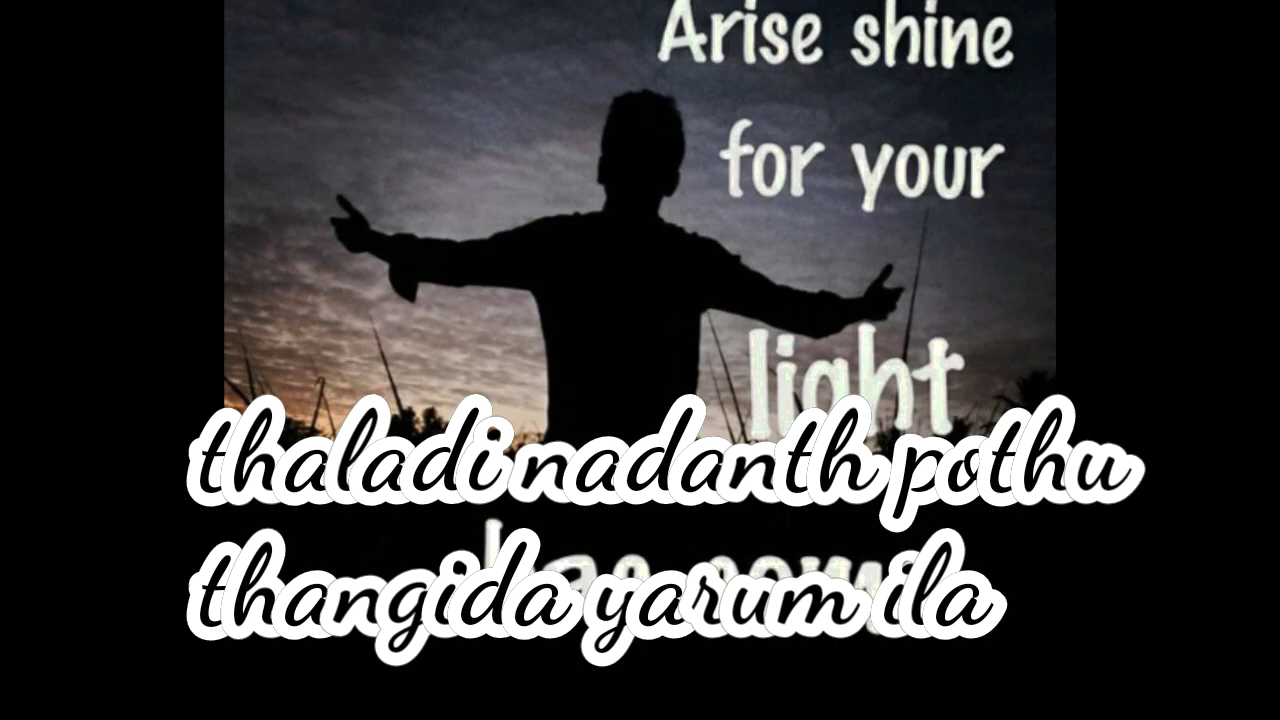 Arise shine
for your
light
thaladi nadanth pothu
thangida yarum ila